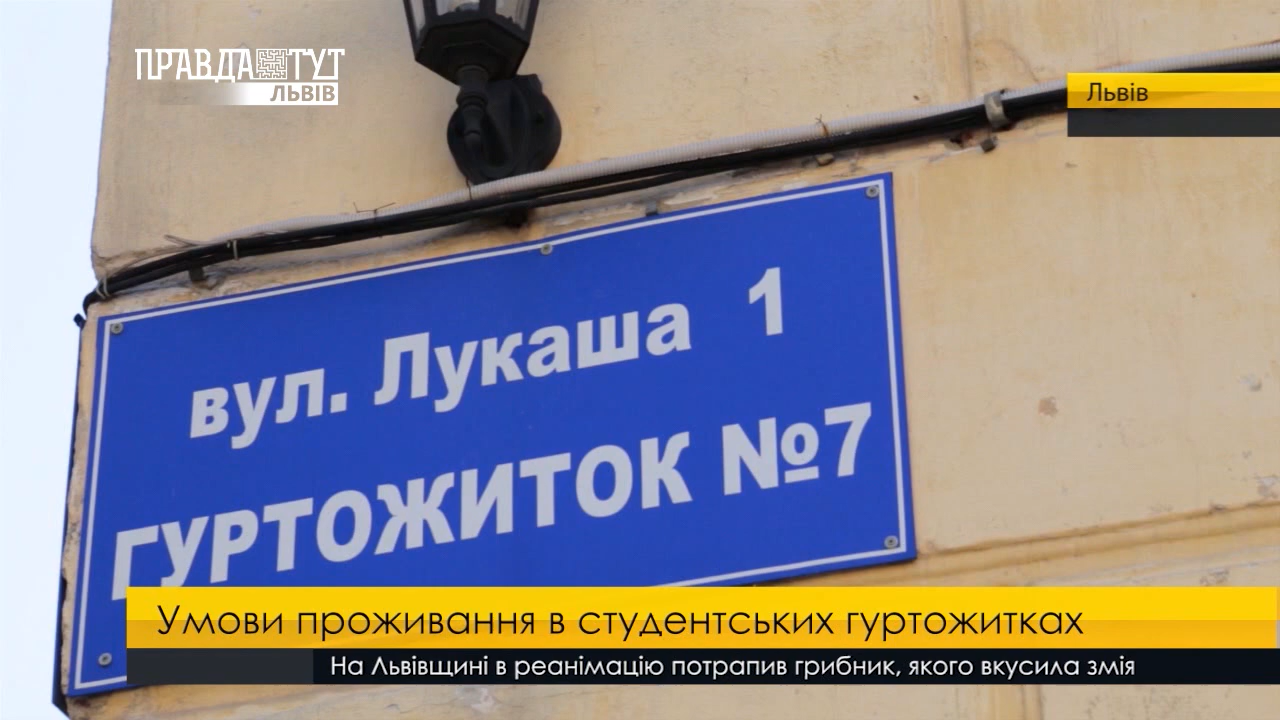 ПРАВДА ТУТ
ЛЬВІВ
Львів
вул. Лукаша 1
ГУРТОЖИТОК №7
Умови проживання в студентських гуртожитках
На Львівщині в реанімацію потрапив грибник, якого вкусила змія